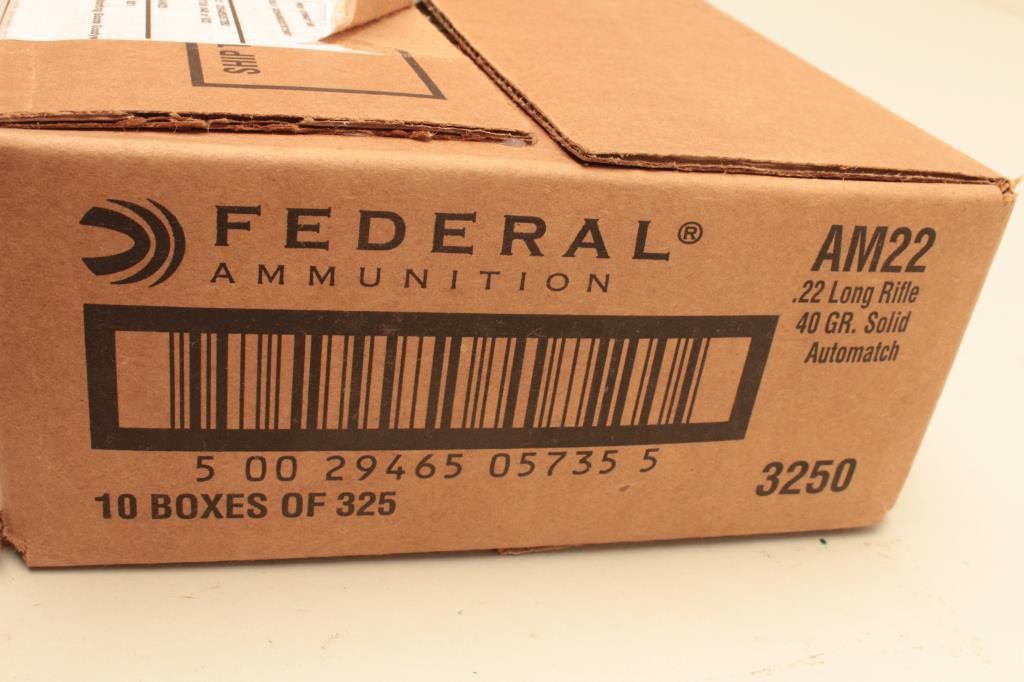 SHIP
FEDERAL®
AMMUNITION
AM22
.22 Long Rifle
40 GR. Solid
Automatch
5 00 29465 05735 5
10 BOXES OF 325
3250